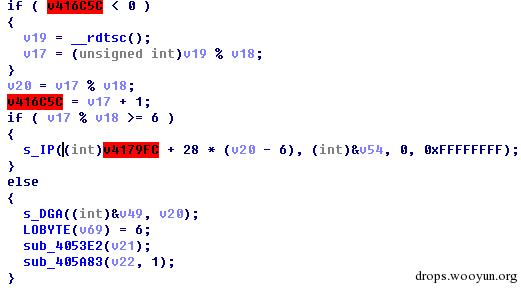 if ( v416C5C < 0 )
{
  v19 = __rdtsc();
  v17 = (unsigned int)v19 % v18;
}
v20 = v17 % v18;
v416C5C = v17 + 1;
if ( v17 % v18 >= 6 )
{
  s_IP((int)v4179FC + 28 * (v20 - 6), (int)&v54, 0, 0xFFFFFFFF);
}
else
{
  s_DGA((int)&v49, v20);
  LOBYTE(v69) = 6;
  sub_4053E2(v21);
  sub_405A83(v22, 1);
}
drops.wooyun.org